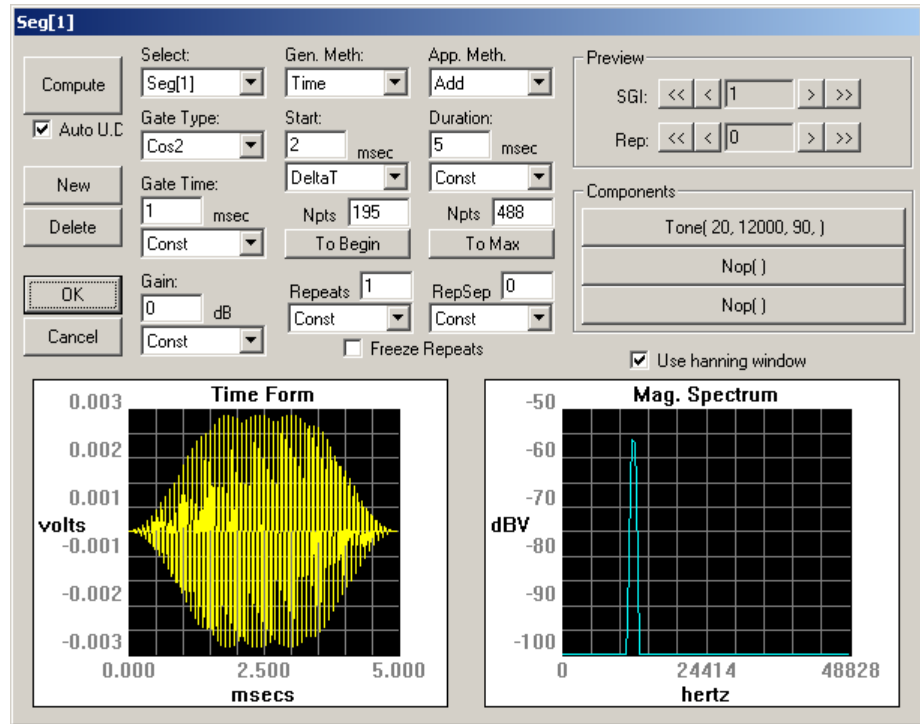 Seg[1]
Compute
Auto U.D
New
Delete
OK
Cancel
Select:
Seg[1]
Gate Type:
Cos2
Gate Time:
1 msec
Const
Gain:
0 dB
Const
Gen. Meth:
Time
Start:
2 msec
DeltaT
Npts 195
To Begin
Repeats 1
Const
App. Meth.
Add
Duration:
5 msec
Const
Npts 488
To Max
RepSep 0
Const
Freeze Repeats
Preview
SGI: << < 1 > >>
Rep: << < 0 > >>
Components
Tone( 20, 12000, 90, )
Nop( )
Nop( )
Use hanning window
Time Form
0.003
0.002
0.001
volts
-0.001
-0.002
-0.003
0.000 2.500 5.000
msecs
Mag. Spectrum
-50
-60
-70
dBV
-80
-90
-100
0 24414 48828
hertz